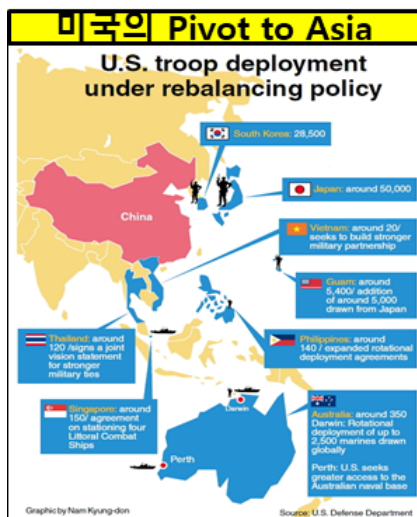 미국의 Pivot to Asia
U.S. troop deployment
under rebalancing policy
South Korea: 28,500
Japan: around 50,000
China
Vietnam: around 20/
seeks to build stronger
military partnership
Guam: around
5,400/ addition
of around 5,000
drawn from Japan
Thailand: around
120 /signs a joint
vision statement
for stronger
military ties
Philippines: around
140 / expanded rotational
deployment agreements
Singapore: around
150/ agreement
on stationing four
Littoral Combat
Ships
Darwin
Perth
Australia: around 350
Darwin: Rotational
deployment of up to
2,500 marines drawn
globally
Perth: U.S. seeks
greater access to the
Australian naval base
Graphic by Nam Kyung-don
Source: U.S. Defense Department